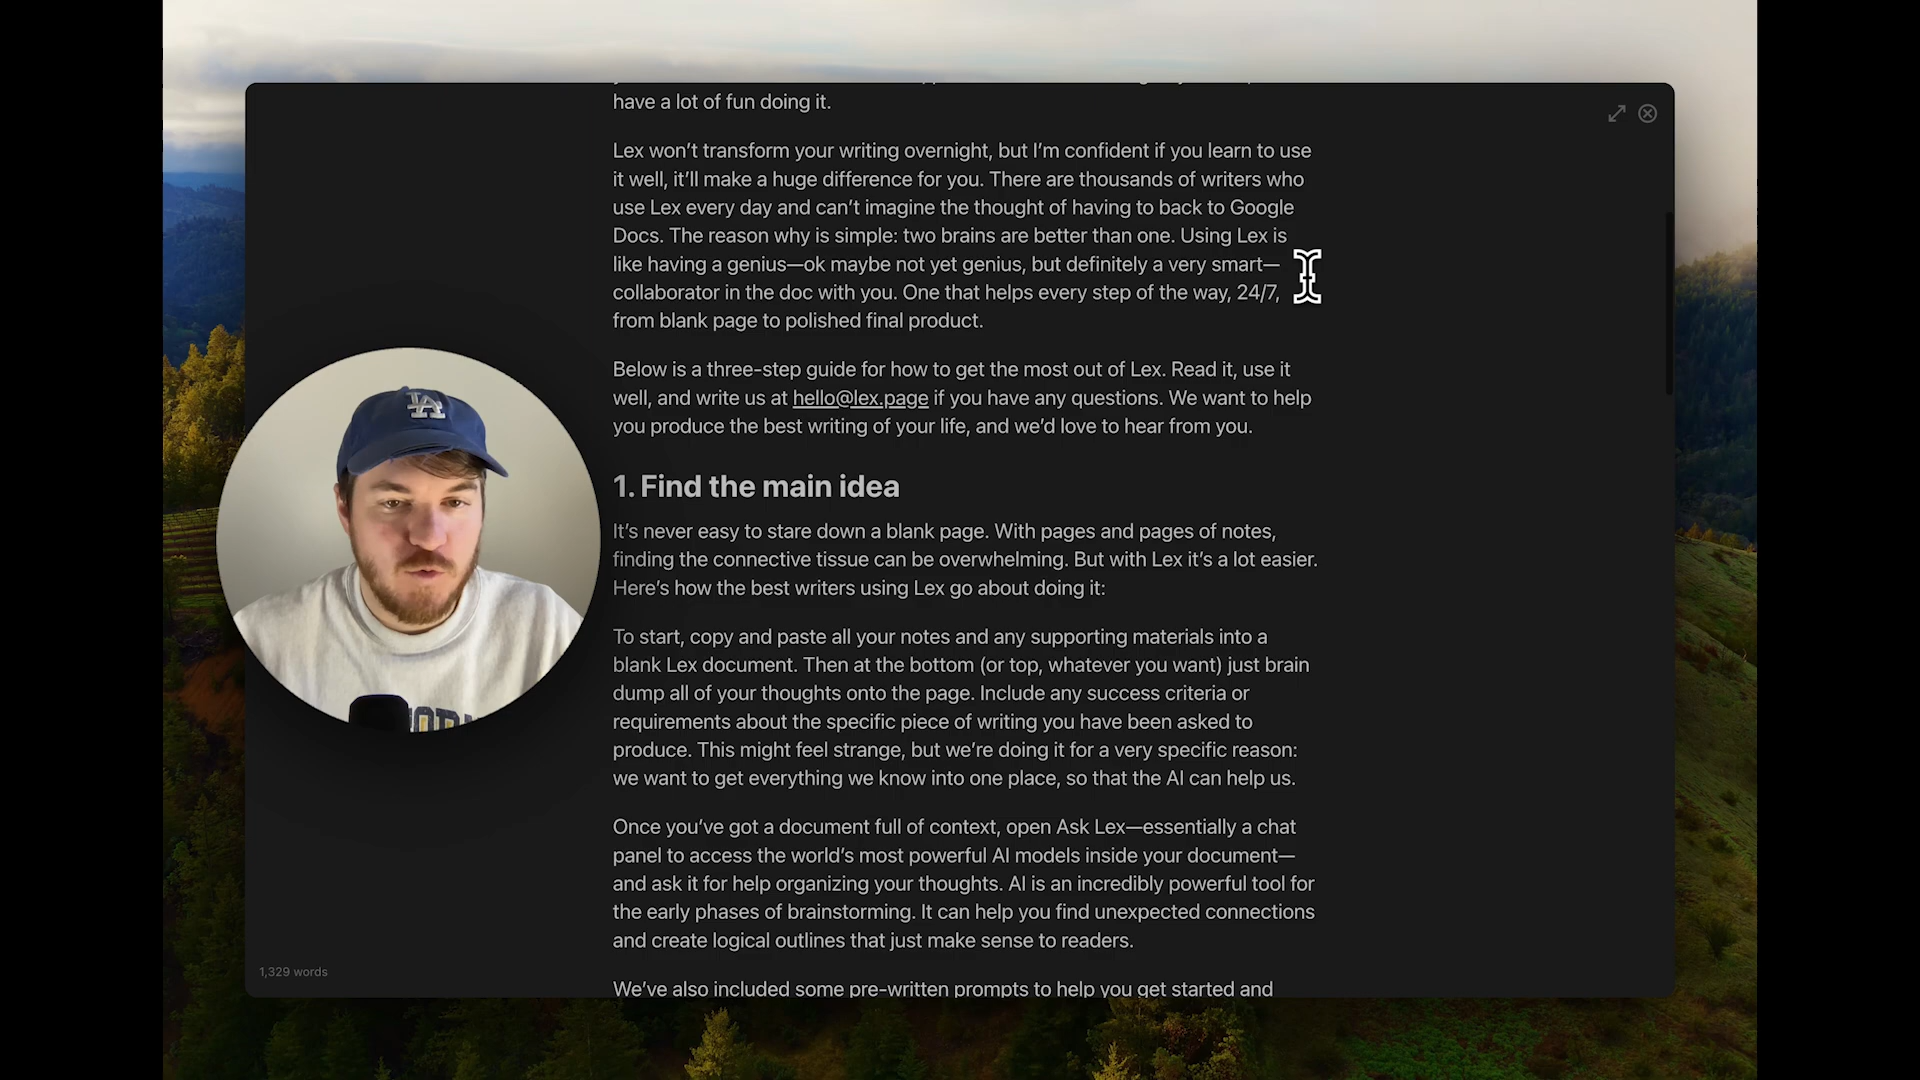 have a lot of fun doing it.
Lex won’t transform your writing overnight, but I’m confident if you learn to use
it well, it’ll make a huge difference for you. There are thousands of writers who
use Lex every day and can’t imagine the thought of having to back to Google
Docs. The reason why is simple: two brains are better than one. Using Lex is
like having a genius—ok maybe not yet genius, but definitely a very smart—
collaborator in the doc with you. One that helps every step of the way, 24/7,
from blank page to polished final product.
Below is a three-step guide for how to get the most out of Lex. Read it, use it
well, and write us at hello@lex.page if you have any questions. We want to help
you produce the best writing of your life, and we’d love to hear from you.
1. Find the main idea
It’s never easy to stare down a blank page. With pages and pages of notes,
finding the connective tissue can be overwhelming. But with Lex it’s a lot easier.
Here’s how the best writers using Lex go about doing it:
To start, copy and paste all your notes and any supporting materials into a
blank Lex document. Then at the bottom (or top, whatever you want) just brain
dump all of your thoughts onto the page. Include any success criteria or
requirements about the specific piece of writing you have been asked to
produce. This might feel strange, but we’re doing it for a very specific reason:
we want to get everything we know into one place, so that the AI can help us.
Once you’ve got a document full of context, open Ask Lex—essentially a chat
panel to access the world’s most powerful AI models inside your document—
and ask it for help organizing your thoughts. AI is an incredibly powerful tool for
the early phases of brainstorming. It can help you find unexpected connections
and create logical outlines that just make sense to readers.
We’ve also included some pre-written prompts to help you get started and
1,329 words
LA